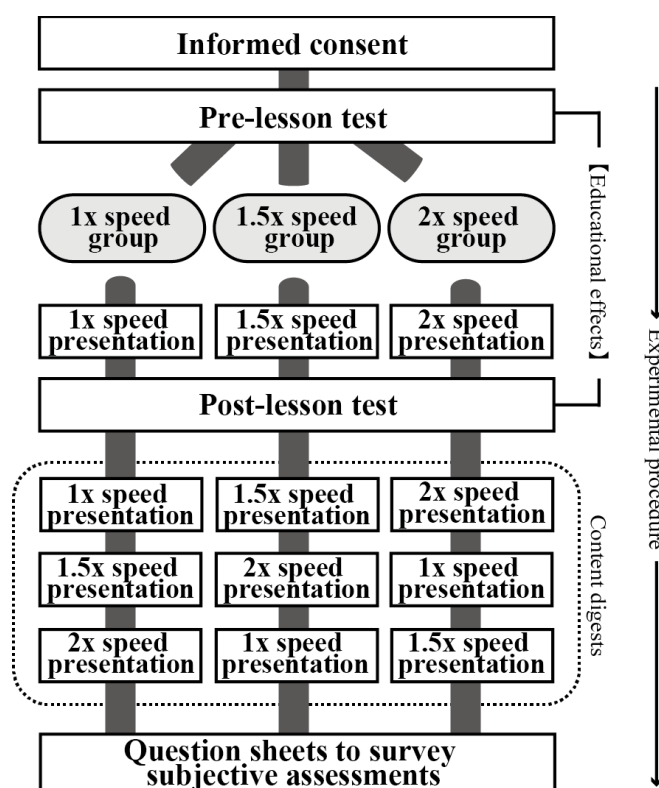 Informed consent
Pre-lesson test
1x speed
group
1.5x speed
group
2x speed
group
1x speed
presentation
1.5x speed
presentation
2x speed
presentation
【Educational effects】
Post-lesson test
1x speed
presentation
1.5x speed
presentation
2x speed
presentation
1.5x speed
presentation
2x speed
presentation
1x speed
presentation
2x speed
presentation
1x speed
presentation
1.5x speed
presentation
Content digests
Experimental procedure
Question sheets to survey
subjective assessments